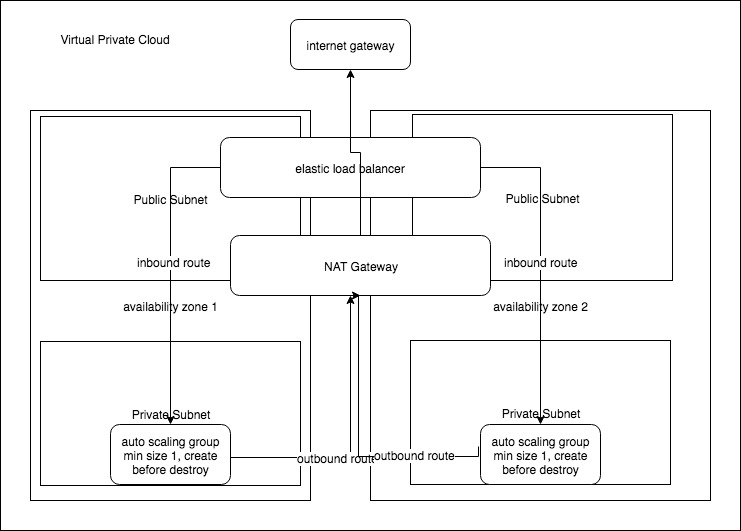 Virtual Private Cloud
internet gateway
elastic load balancer
Public Subnet
Public Subnet
inbound route
NAT Gateway
inbound route
availability zone 1
availability zone 2
Private Subnet
Private Subnet
auto scaling group
min size 1, create
before destroy
auto scaling group
min size 1, create
before destroy
outbound route
outbound route